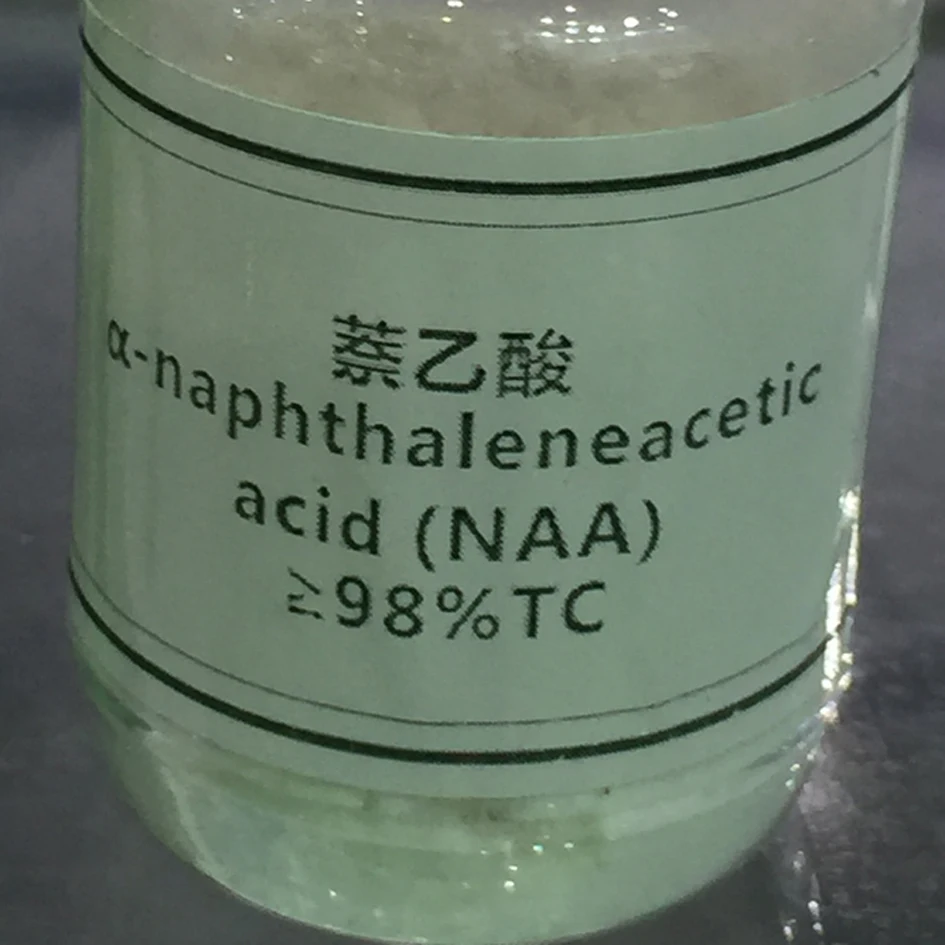 萘乙酸
α-naphthaleneacetic
acid (NAA)
≥98%TC